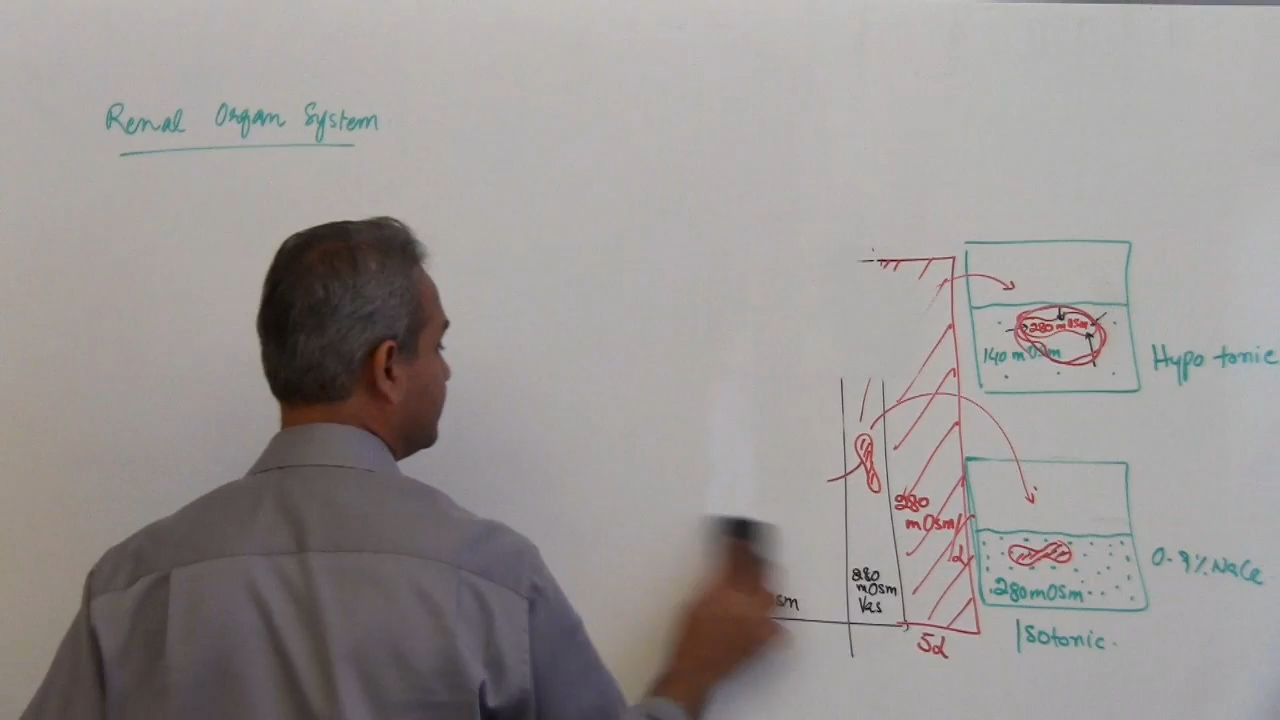 Renal Organ System
280 mOsm
140 mOsm
Hypo tonic
280
mOsm/
L
0.9% NaCl
280 mOsm
280
mOsm
Vas
Isotonic.